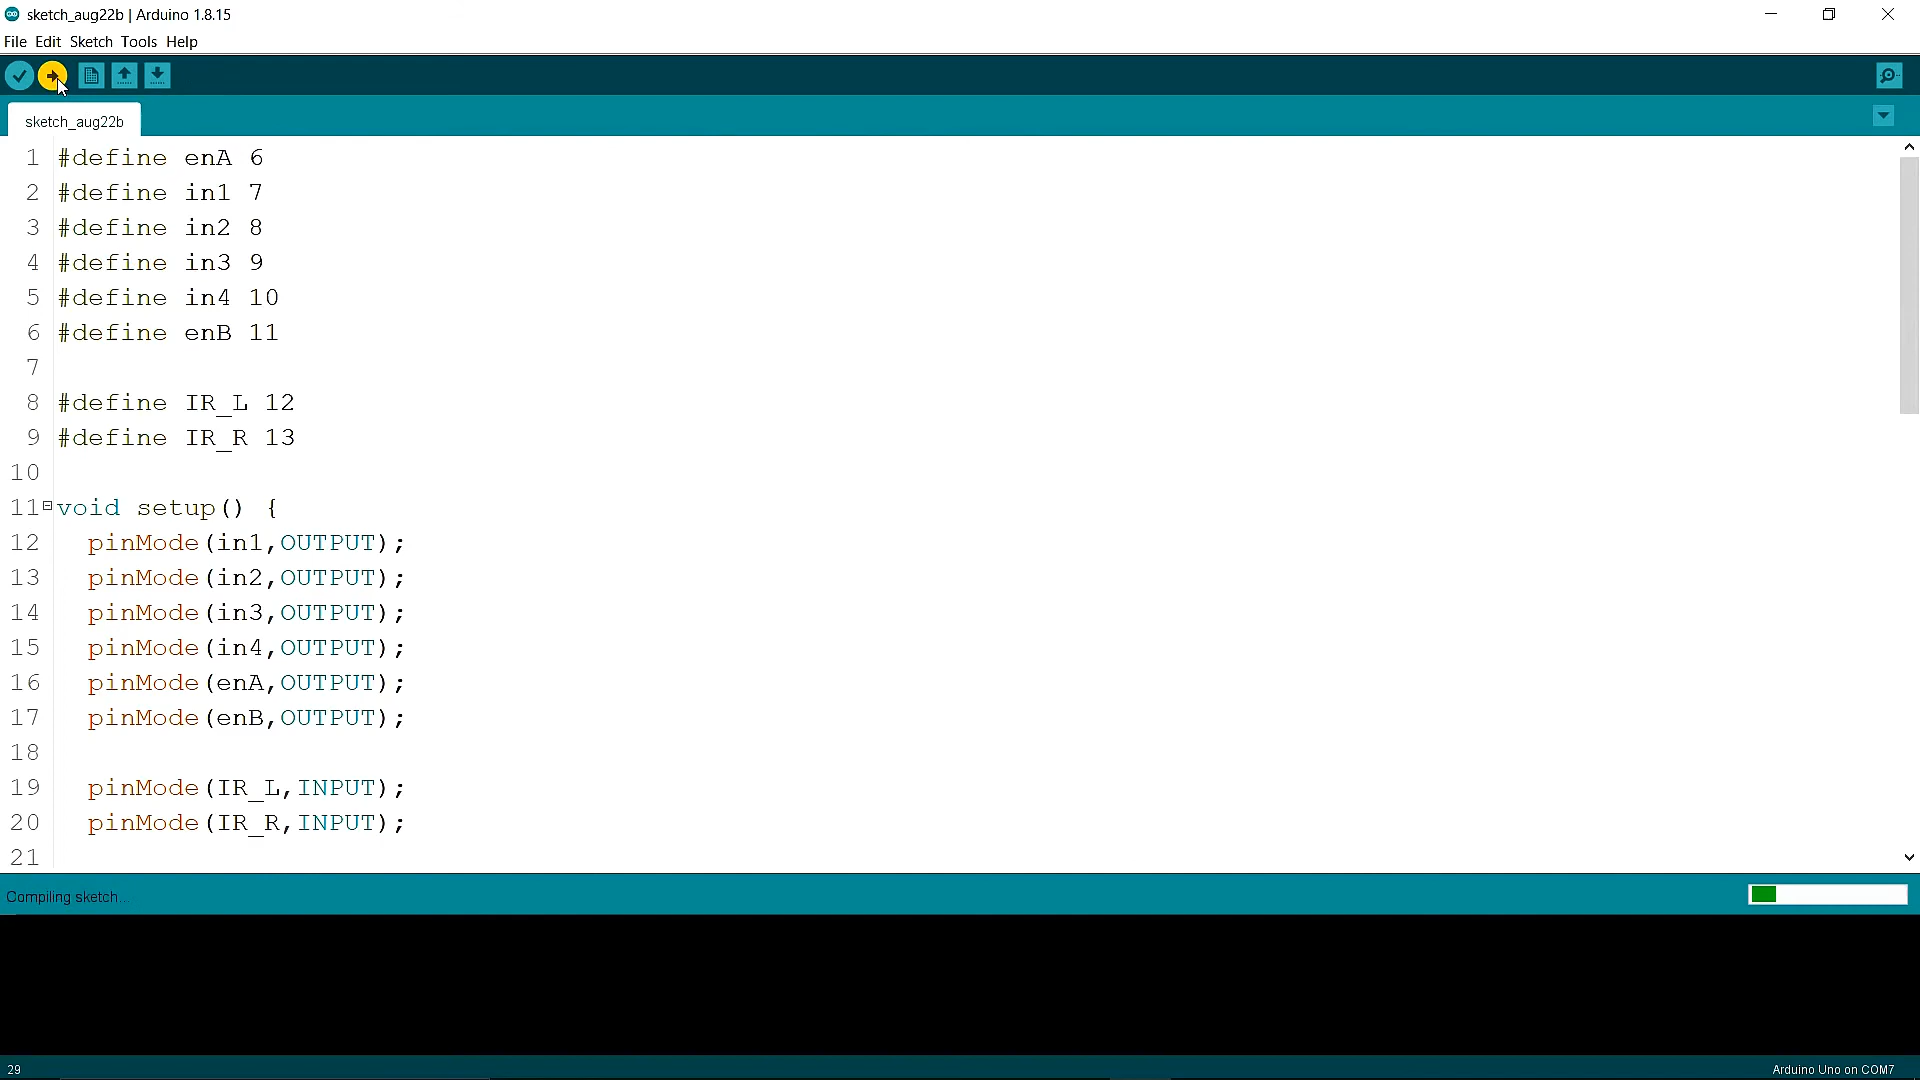 sketch_aug22b | Arduino 1.8.15
File Edit Sketch Tools Help
sketch_aug22b
1 #define enA 6
2 #define in1 7
3 #define in2 8
4 #define in3 9
5 #define in4 10
6 #define enB 11
7
8 #define IR_L 12
9 #define IR_R 13
10
11 void setup() {
12 pinMode(in1,OUTPUT);
13 pinMode(in2,OUTPUT);
14 pinMode(in3,OUTPUT);
15 pinMode(in4,OUTPUT);
16 pinMode(enA,OUTPUT);
17 pinMode(enB,OUTPUT);
18
19 pinMode(IR_L,INPUT);
20 pinMode(IR_R,INPUT);
21
Compiling sketch...
29 Arduino Uno on COM7